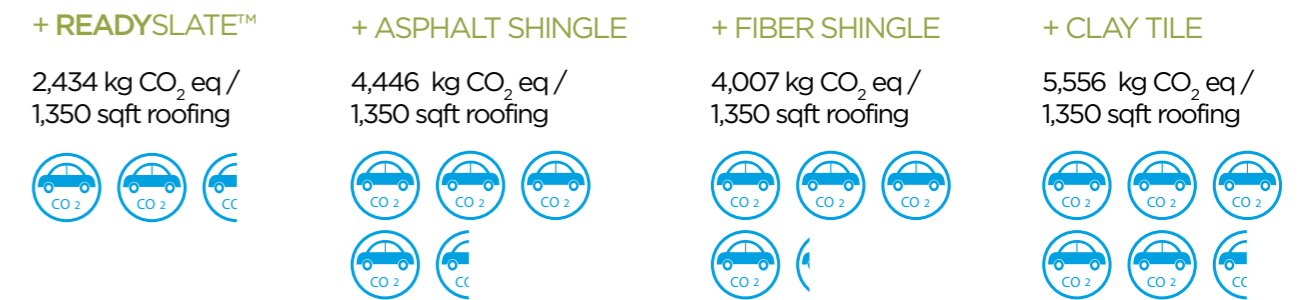 + READYSLATE™
2,434 kg CO₂ eq /
1,350 sqft roofing
CO 2 CO 2 CC
+ ASPHALT SHINGLE
4,446 kg CO₂ eq /
1,350 sqft roofing
CO 2 CO 2 CO 2
CO 2 CC
+ FIBER SHINGLE
4,007 kg CO₂ eq /
1,350 sqft roofing
CO 2 CO 2 CO 2
CO 2
+ CLAY TILE
5,556 kg CO₂ eq /
1,350 sqft roofing
CO 2 CO 2 CO 2
CO 2 CO 2 CC